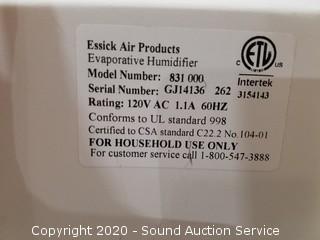 Essick Air Products
Evaporative Humidifier
Model Number: 831 000
Serial Number: GJ14136 262
Rating: 120V AC 1.1A 60HZ
Conforms to UL standard 998
Certified to CSA standard C22.2 No.104-01
FOR HOUSEHOLD USE ONLY
For customer service call 1-800-547-3888
C ETL US
LISTED
Intertek
3154143
Copyright 2020 - Sound Auction Service